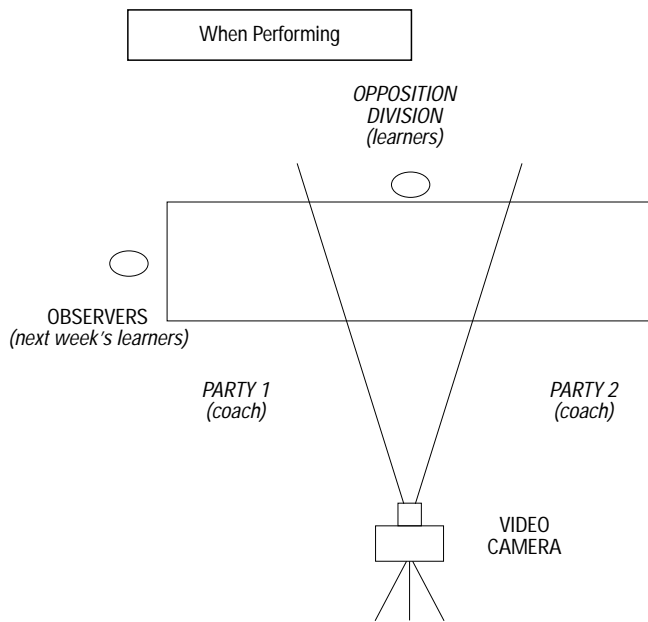 When Performing
OPPOSITION
DIVISION
(learners)
OBSERVERS
(next week's learners)
PARTY 1
(coach)
PARTY 2
(coach)
VIDEO
CAMERA